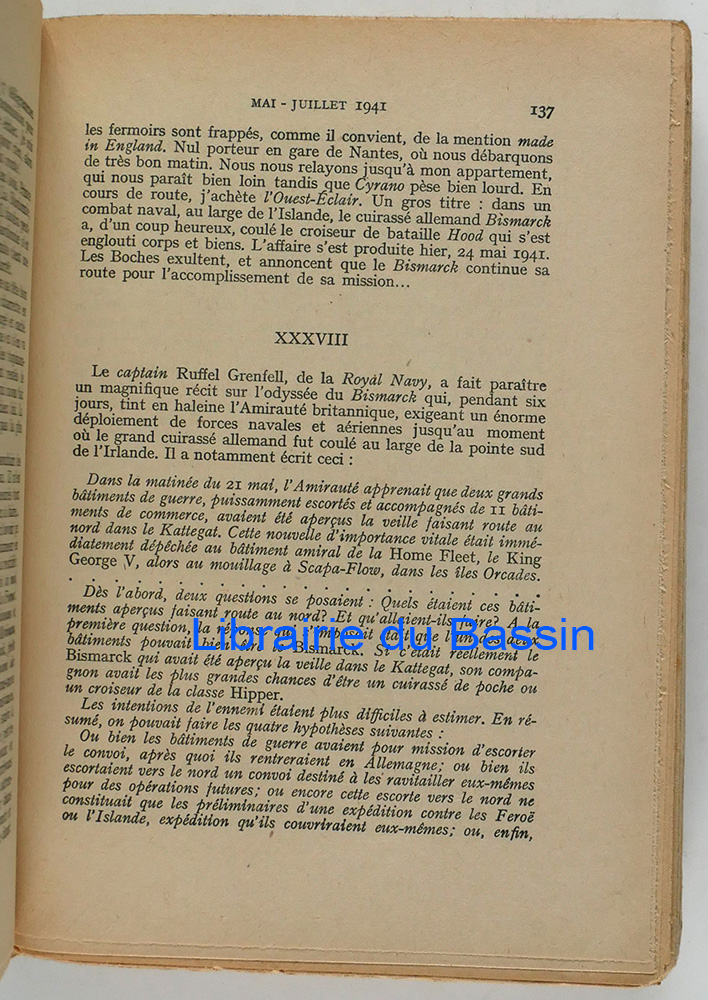 MAI - JUILLET 1941 137
les fermoirs sont frappés, comme il convient, de la mention made
in England. Nul porteur en gare de Nantes, où nous débarquons
de très bon matin. Nous nous relayons jusqu'à mon appartement,
qui nous paraît bien loin tandis que Cyrano pèse bien lourd. En
cours de route, j'achète l'Ouest-Éclair. Un gros titre : dans un
combat naval, au large de l'Islande, le cuirassé allemand Bismarck
a, d'un coup heureux, coulé le croiseur de bataille Hood qui s'est
englouti corps et biens. L'affaire s'est produite hier, 24 mai 1941.
Les Boches exultent, et annoncent que le Bismarck continue sa
route pour l'accomplissement de sa mission...
XXXVIII
Le captain Ruffel Grenfell, de la Royal Navy, a fait paraître
un magnifique récit sur l'odyssée du Bismarck qui, pendant six
jours, tint en haleine l'Amirauté britannique, exigeant un énorme
déploiement de forces navales et aériennes jusqu'au moment
où le grand cuirassé allemand fut coulé au large de la pointe sud
de l'Irlande. Il a notamment écrit ceci :
Dans la matinée du 21 mai, l'Amirauté apprenait que deux grands
bâtiments de guerre, puissamment escortés et accompagnés de 11 bâti-
ments de commerce, avaient été aperçus la veille faisant route au
nord dans le Kattegat. Cette nouvelle d'importance vitale était immé-
diatement dépêchée au bâtiment amiral de la Home Fleet, le King
George V, alors au mouillage à Scapa-Flow, dans les îles Orcades.
. . . . . . . . . . . . . . . . . . . .
Dès l'abord, deux questions se posaient : Quels étaient ces bâti-
ments aperçus faisant route au nord? Et qu'allaient-ils faire? A la
première question, la réponse
bâtiments pouvait bien Bismarck. Si c'était réellement le
Librairie du Bassin
Bismarck qui avait été aperçu la veille dans le Kattegat, son compa-
gnon avait les plus grandes chances d'être un cuirassé de poche ou
un croiseur de la classe Hipper.
Les intentions de l'ennemi étaient plus difficiles à estimer. En ré-
sumé, on pouvait faire les quatre hypothèses suivantes :
Ou bien les bâtiments de guerre avaient pour mission d'escorter
le convoi, après quoi ils rentreraient en Allemagne; ou bien ils
escortaient vers le nord un convoi destiné à les ravitailler eux-mêmes
pour des opérations futures; ou encore cette escorte vers le nord ne
constituait que les préliminaires d'une expédition contre les Feroë
ou l'Islande, expédition qu'ils couvriraient eux-mêmes; ou, enfin,